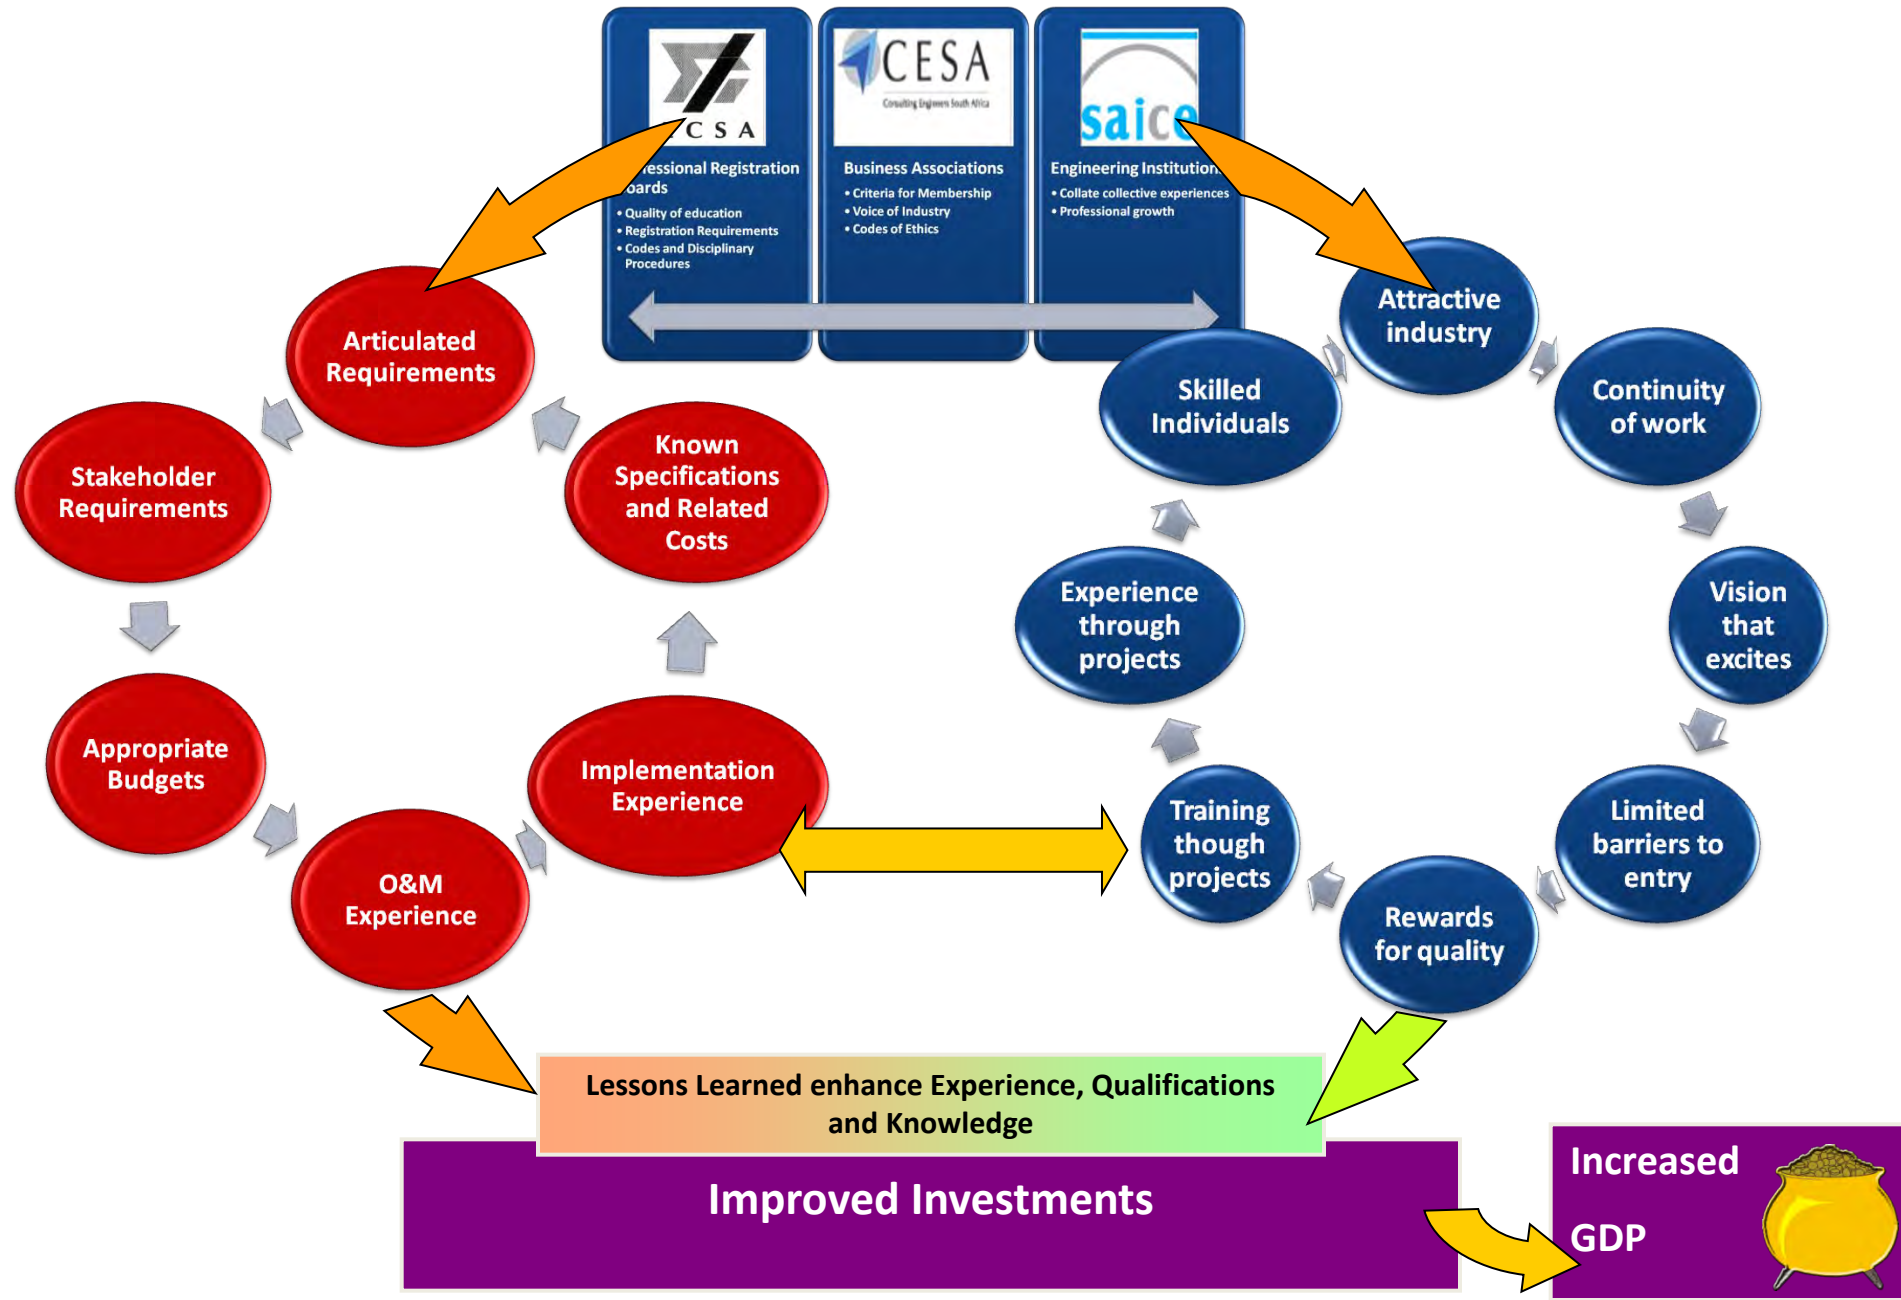 C S A
CESA
Consulting Engineers South Africa
saice
Registration
Business Associations
Engineering
• Quality of education
• Registration Requirements
• Codes and Disciplinary
Procedures
• Criteria for Membership
• Voice of Industry
• Codes of Ethics
• Collate collective experiences
• Professional growth
Articulated
Requirements
Stakeholder
Requirements
Appropriate
Budgets
O&M
Experience
Implementation
Experience
Known
Specifications
and Related
Costs
Attractive
industry
Continuity
of work
Vision
that
excites
Limited
barriers to
entry
Rewards
for quality
Training
though
projects
Experience
through
projects
Skilled
Individuals
Lessons Learned enhance Experience, Qualifications
and Knowledge
Improved Investments
Increased
GDP